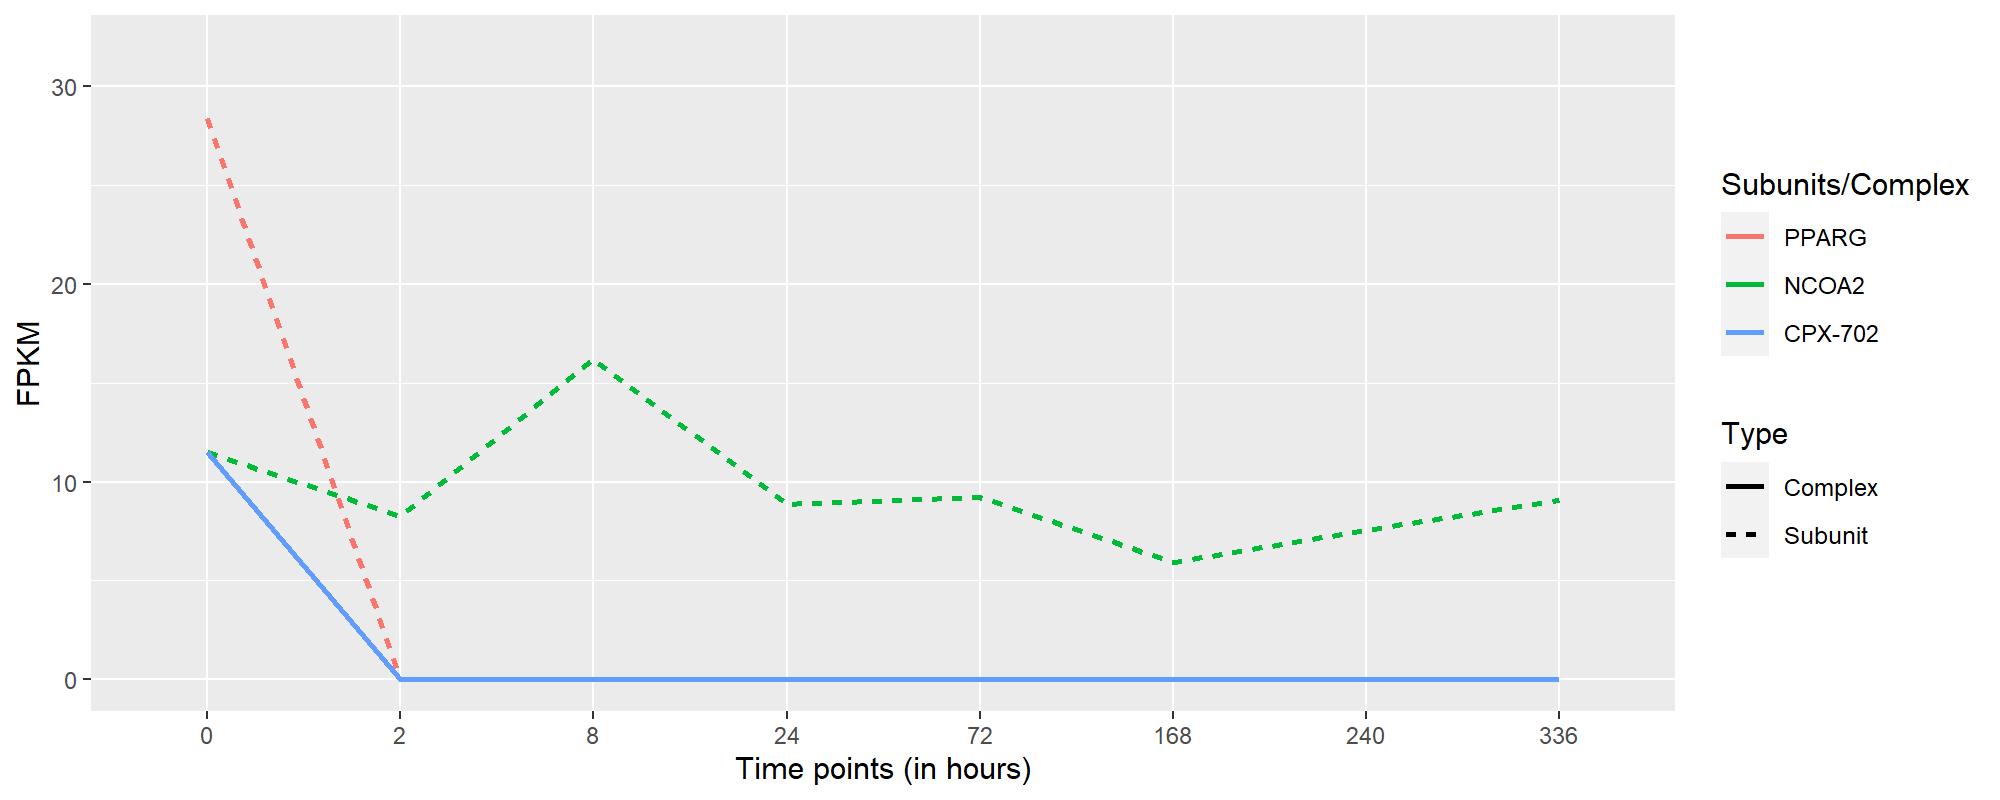 FPKM
30
20
10
0
0 2 8 24 72 168 240 336
Time points (in hours)
Subunits/Complex
PPARG
NCOA2
CPX-702
Type
Complex
Subunit